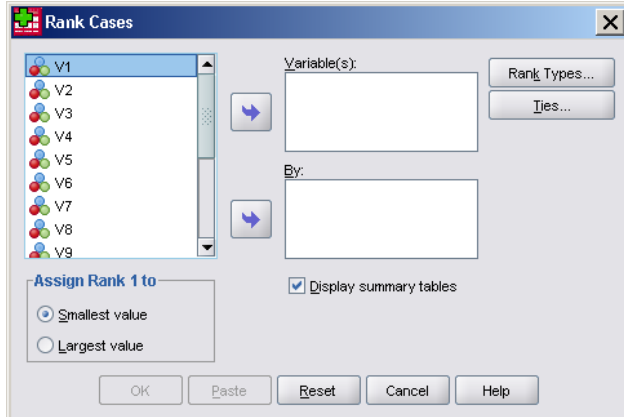 Rank Cases
V1
V2
V3
V4
V5
V6
V7
V8
V9
Variable(s):
Rank Types...
Ties...
By:
Assign Rank 1 to
Smallest value
Largest value
Display summary tables
OK
Paste
Reset
Cancel
Help